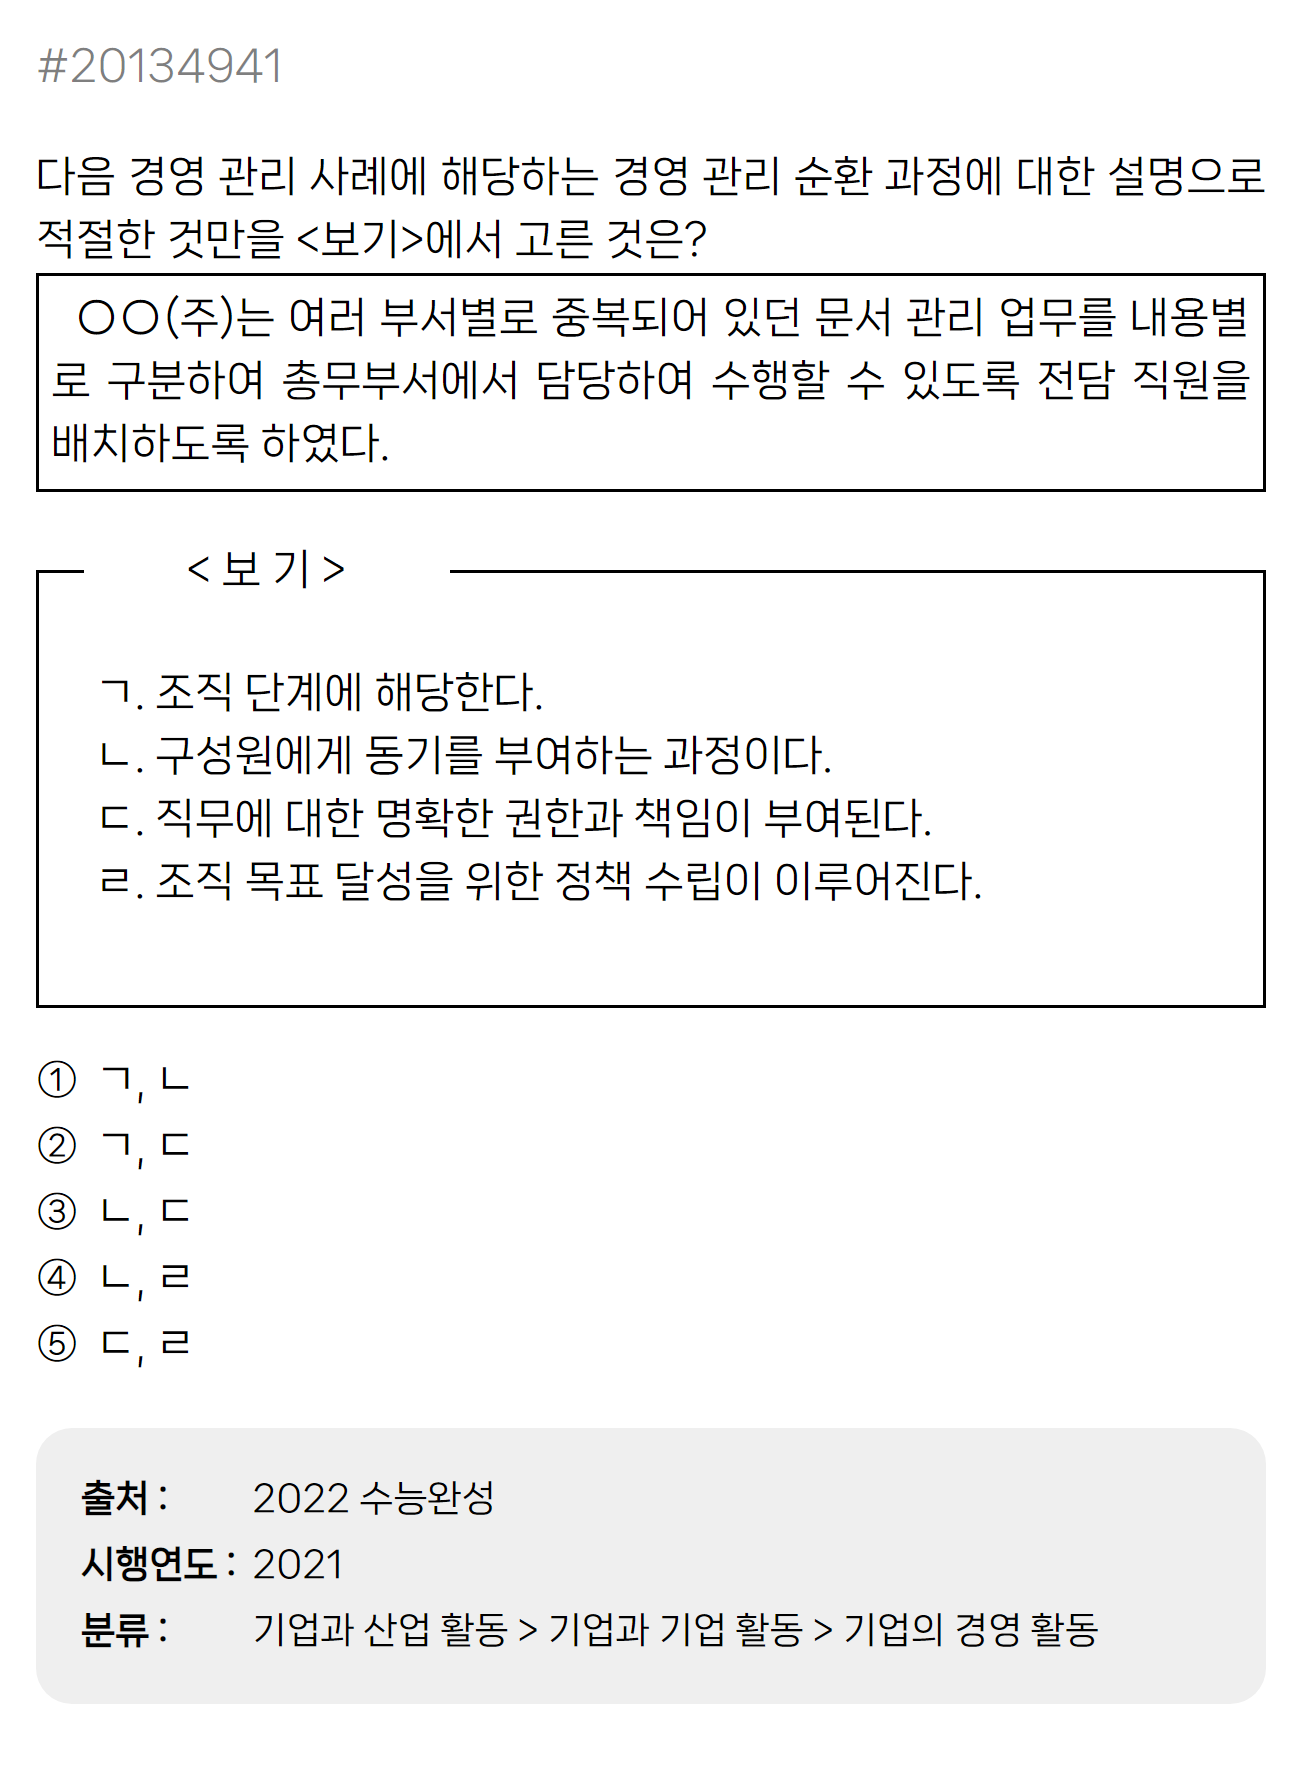 #20134941
다음 경영 관리 사례에 해당하는 경영 관리 순환 과정에 대한 설명으로
적절한 것만을 <보기>에서 고른 것은?
○○(주)는 여러 부서별로 중복되어 있던 문서 관리 업무를 내용별
로 구분하여 총무부서에서 담당하여 수행할 수 있도록 전담 직원을
배치하도록 하였다.
< 보 기 >
ㄱ. 조직 단계에 해당한다.
ㄴ. 구성원에게 동기를 부여하는 과정이다.
ㄷ. 직무에 대한 명확한 권한과 책임이 부여된다.
ㄹ. 조직 목표 달성을 위한 정책 수립이 이루어진다.
① ㄱ, ㄴ
② ㄱ, ㄷ
③ ㄴ, ㄷ
④ ㄴ, ㄹ
⑤ ㄷ, ㄹ
출처 : 2022 수능완성
시행연도 : 2021
분류 : 기업과 산업 활동 > 기업과 기업 활동 > 기업의 경영 활동